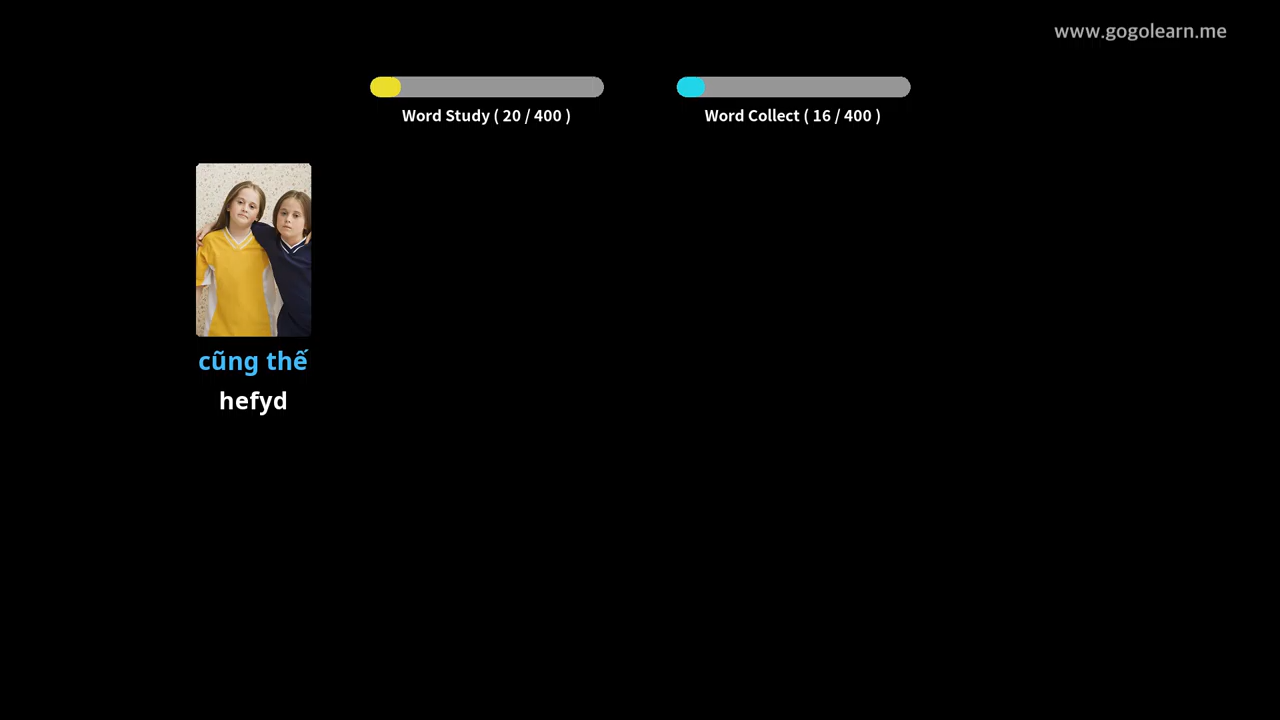 www.gogolearn.me
Word Study ( 20 / 400 )
Word Collect ( 16 / 400 )
cũng thế
hefyd